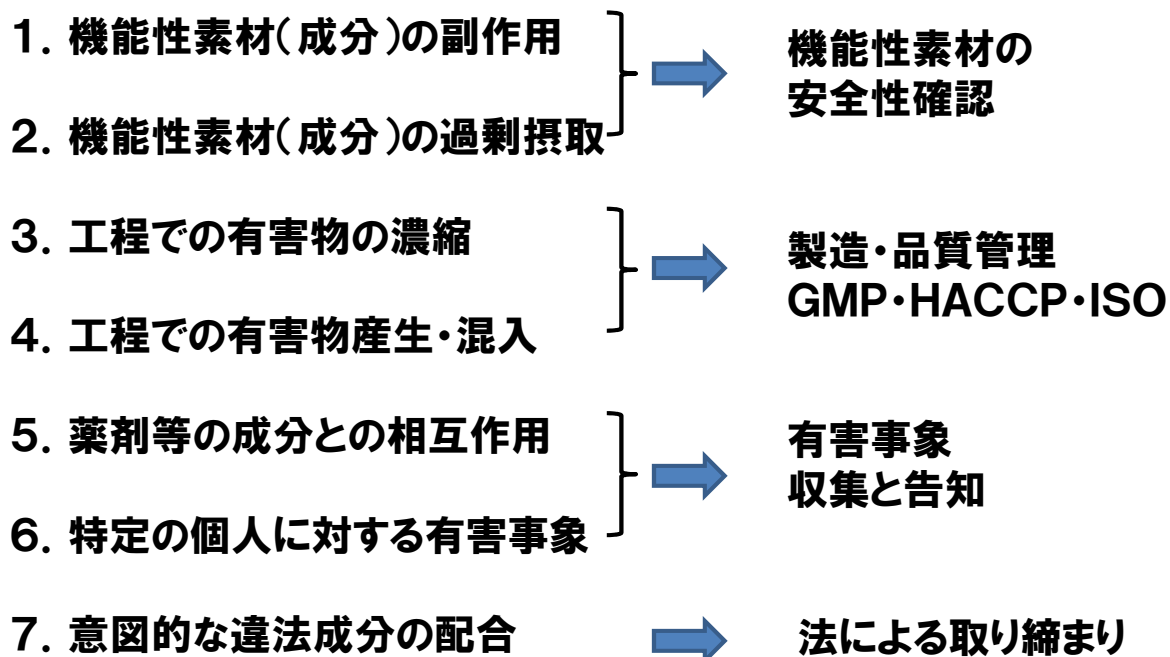 1. 機能性素材(成分)の副作用
機能性素材の
安全性確認
2. 機能性素材(成分)の過剰摂取
3. 工程での有害物の濃縮
製造・品質管理
GMP・HACCP・ISO
4. 工程での有害物産生・混入
5. 薬剤等の成分との相互作用
有害事象
収集と告知
6. 特定の個人に対する有害事象
7. 意図的な違法成分の配合
法による取り締まり